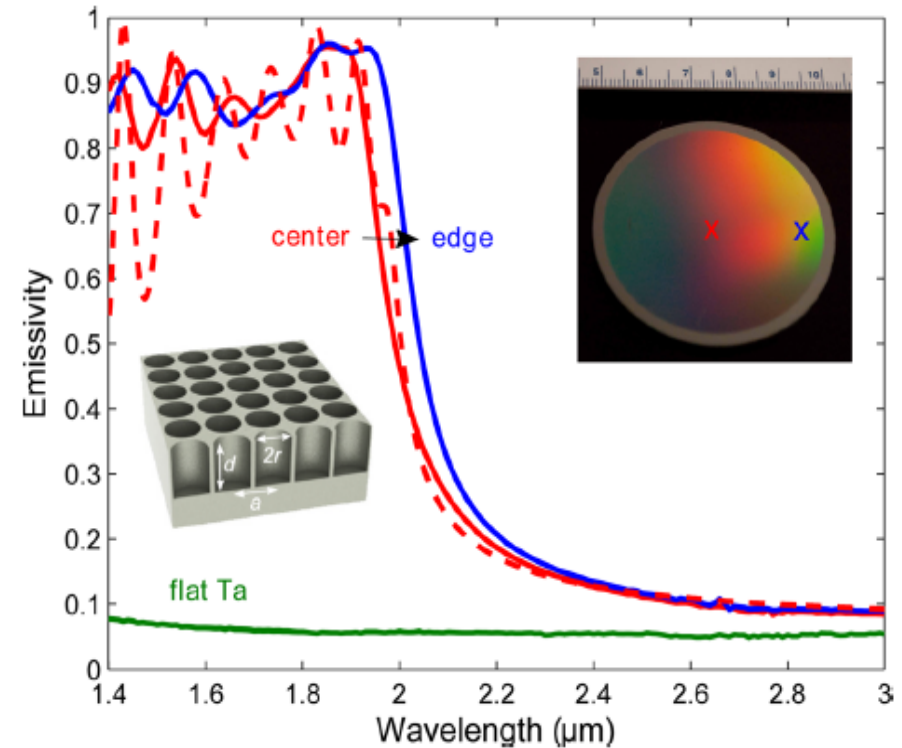 1
0.9
0.8
0.7
0.6
0.5
0.4
0.3
0.2
0.1
0
Emissivity
5 6 7 8 9 10
X X
center
edge
d
2r
a
flat Ta
1.4 1.6 1.8 2 2.2 2.4 2.6 2.8 3
Wavelength (μm)